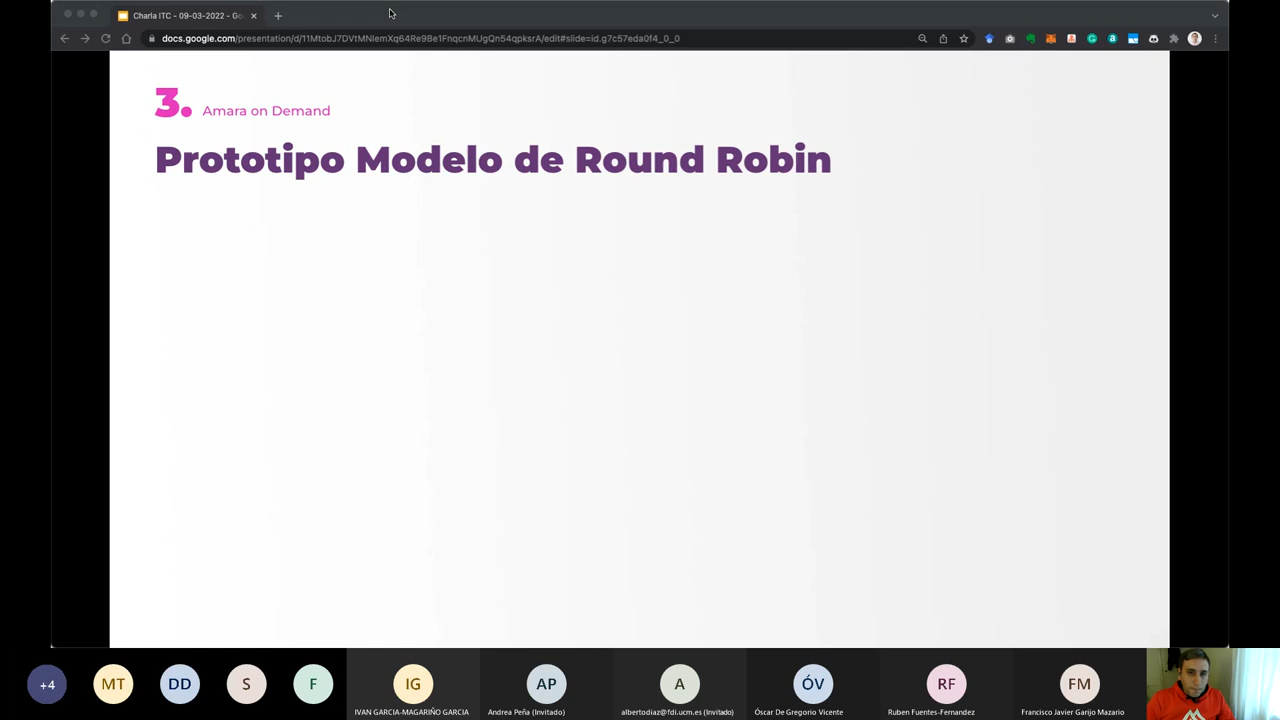 Charla ITC - 09-03-2022 - Go
docs.google.com/presentation/d/11MtobJ7DVtMNIemXq64Re9Be1FnqcnMUgQn54qpksrA/edit#slide=id.g7c57eda0f4_0_0
3. Amara on Demand
Prototipo Modelo de Round Robin
+4 MT DD S F IG AP A ÓV RF FM
IVAN GARCIA-MAGARIÑO GARCIA Andrea Peña (Invitado) albertodiaz@fdi.ucm.es (Invitado) Óscar De Gregorio Vicente Ruben Fuentes-Fernandez Francisco Javier Garijo Mazario